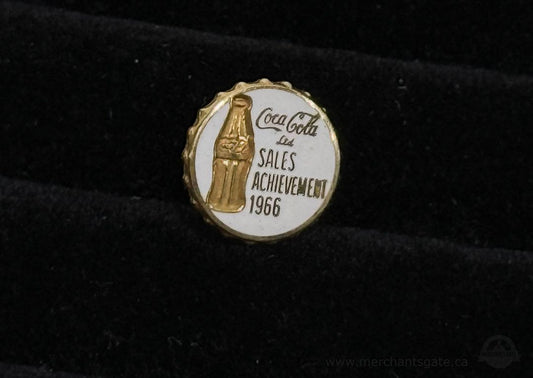 Coca Cola
Ltd
SALES
ACHIEVEMENT
1966
www.merchantsgate.ca